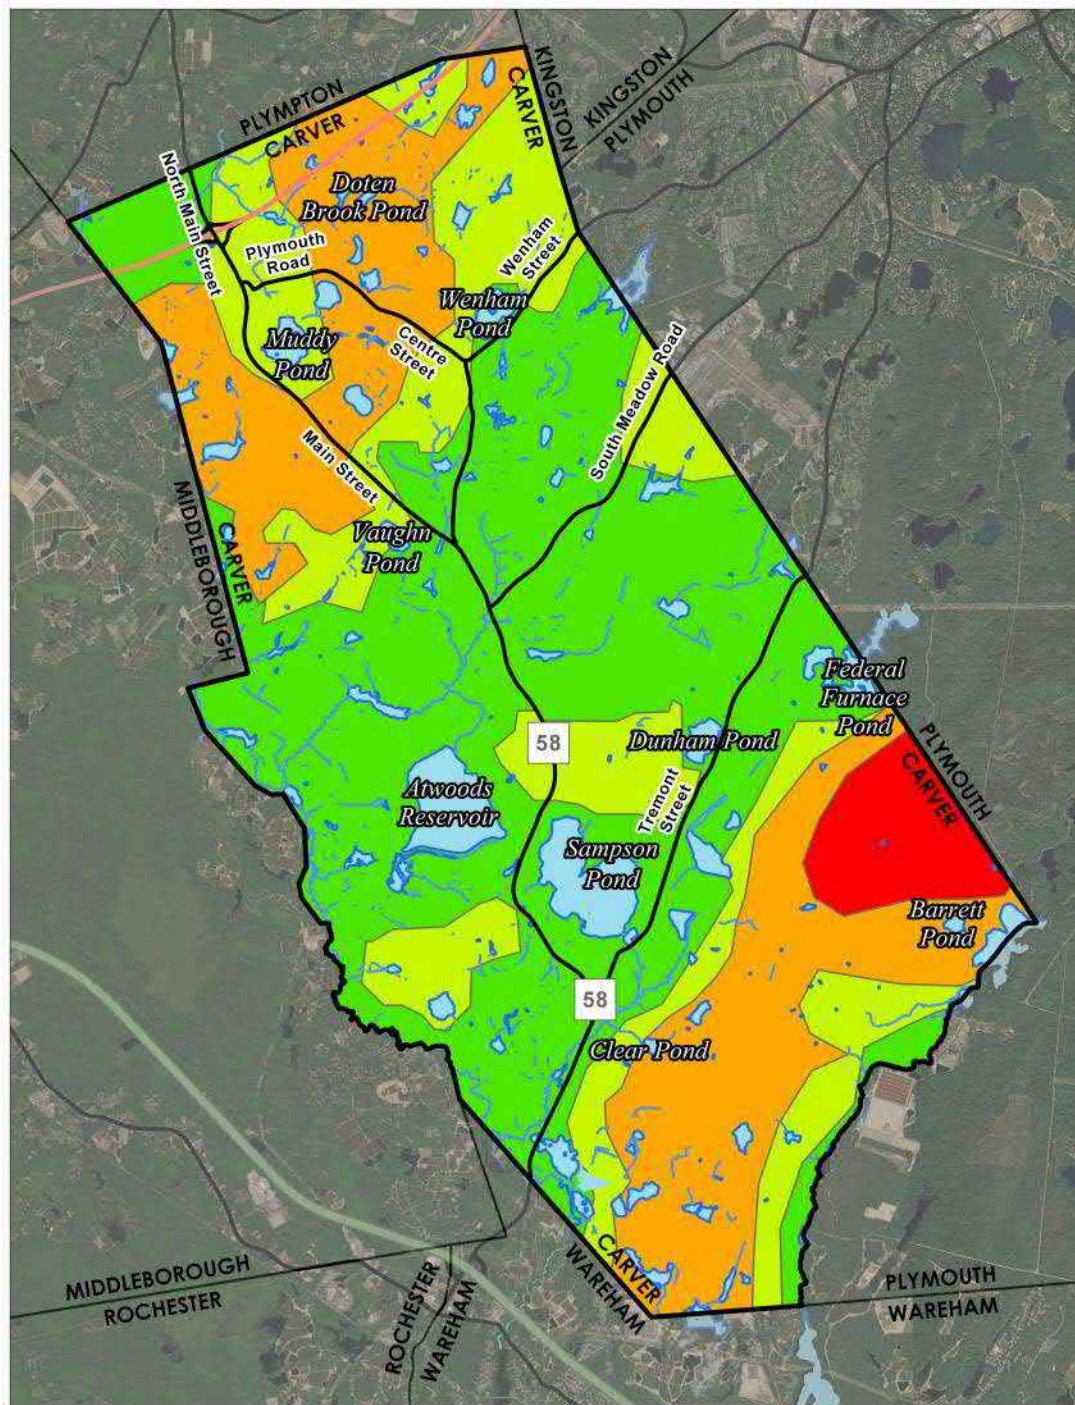 KINGSTON
CARVER
KINGSTON
PLYMOUTH
PLYMPTON
CARVER
North Main Street
Doten
Brook Pond
Plymouth
Road
Wenham
Street
Wenham
Pond
Muddy
Pond
Centre
Street
South Meadow Road
Main Street
MIDDLEBOROUGH
CARVER
Vaughn
Pond
Federal
Furnace
Pond
58
Dunham Pond
PLYMOUTH
CARVER
Atwoods
Reservoir
Tremont
Street
Sampson
Pond
Barrett
Pond
58
Clear Pond
CARVER
WAREHAM
MIDDLEBOROUGH
ROCHESTER
ROCHESTER
WAREHAM
PLYMOUTH
WAREHAM